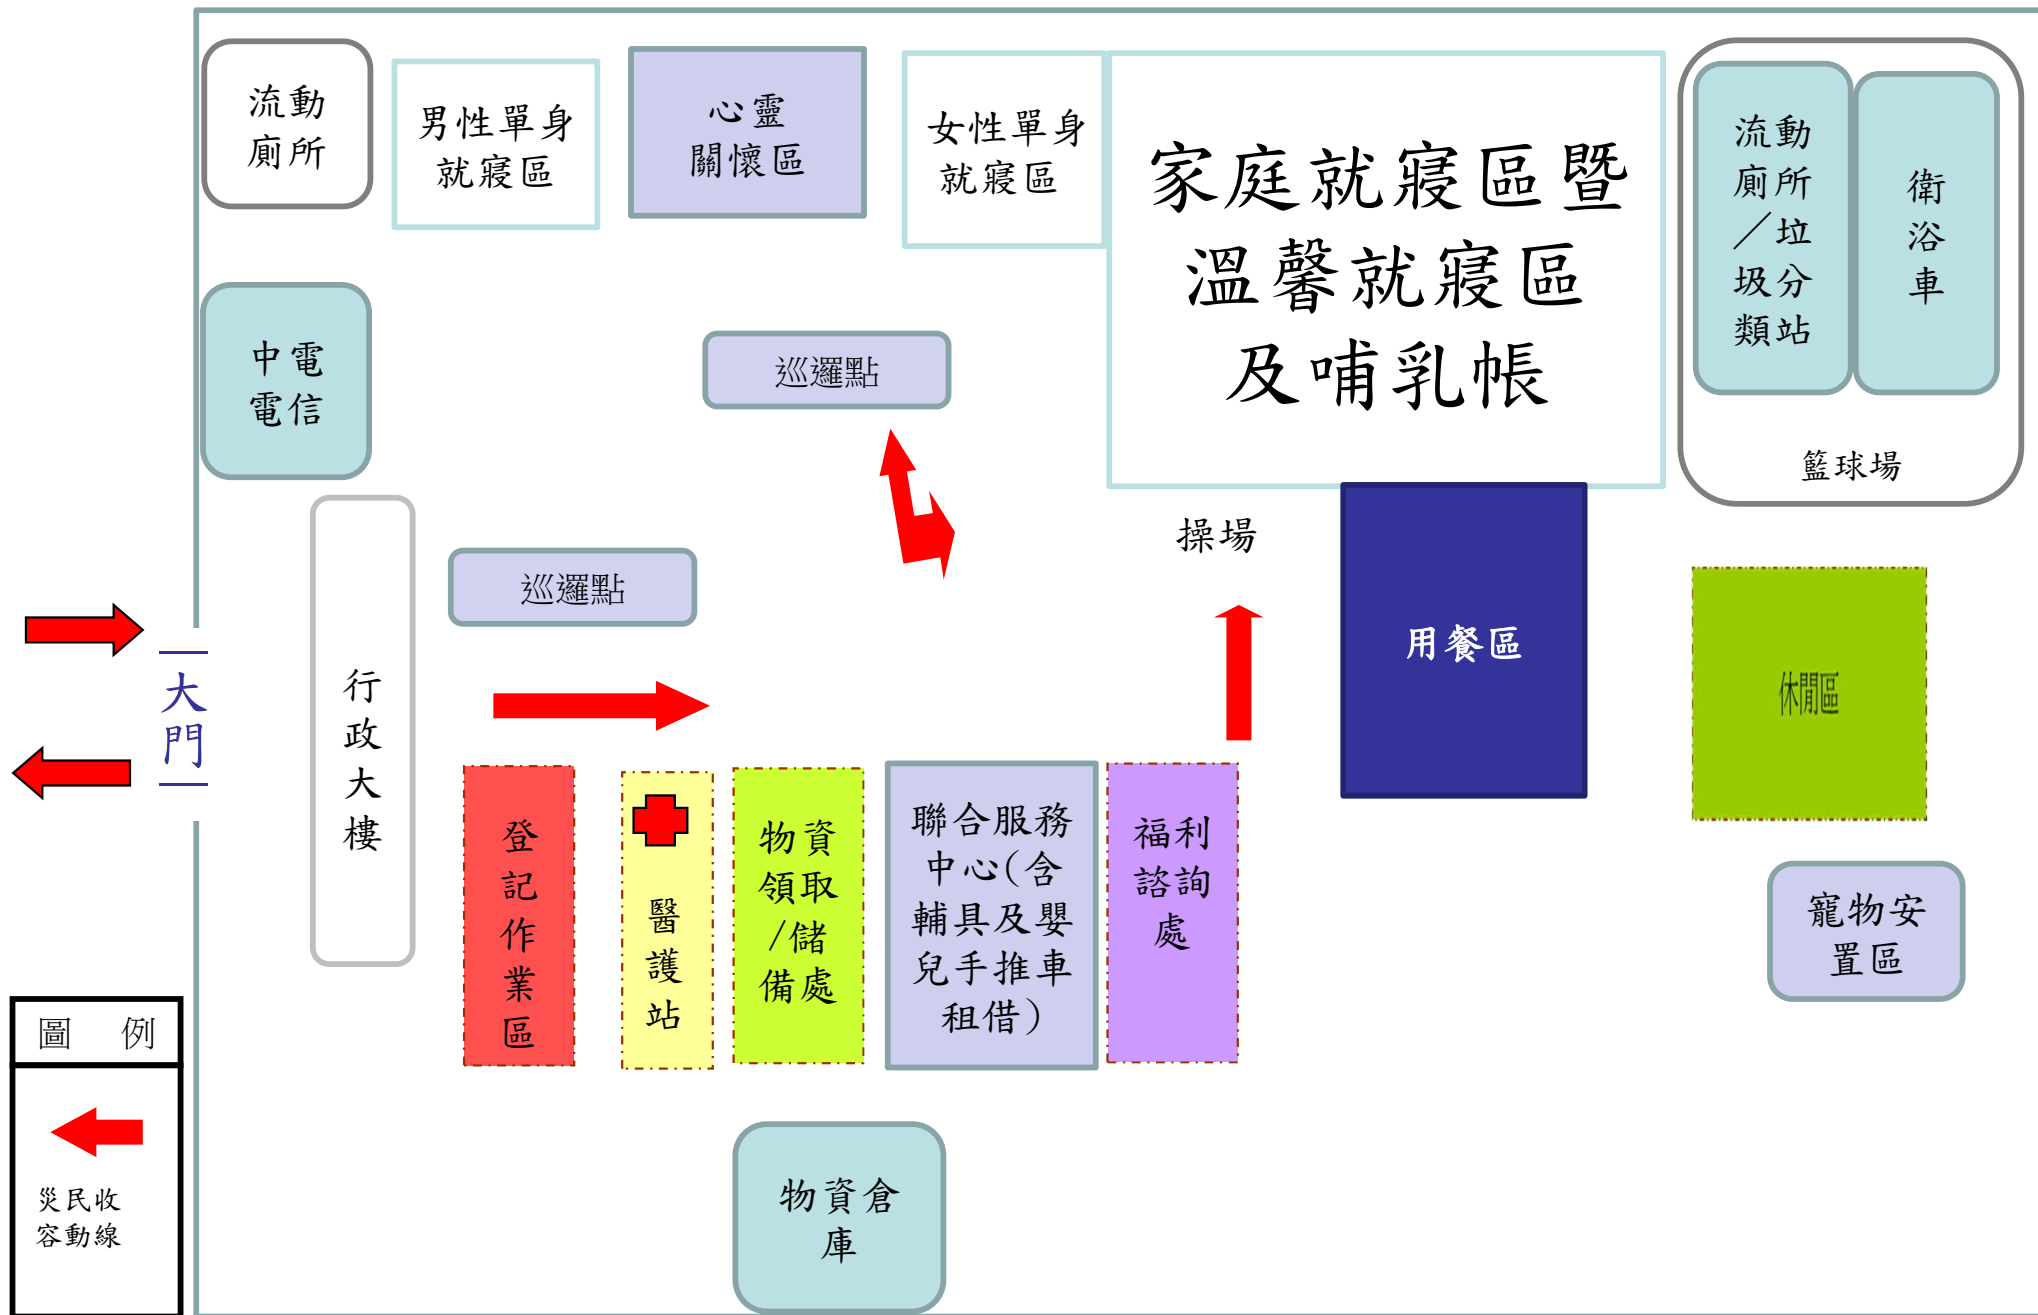 流動
廁所
男性單身
就寢區
心靈
關懷區
女性單身
就寢區
家庭就寢區暨
溫馨就寢區
及哺乳帳
流動
廁所
／垃
圾分
類站
衛
浴
車
籃球場
中電
電信
巡邏點
巡邏點
操場
用餐區
休閒區
大
門
行
政
大
樓
登
記
作
業
區
醫
護
站
物資
領取
/儲
備處
聯合服務
中心(含
輔具及嬰
兒手推車
租借)
福利
諮詢
處
寵物安
置區
物資倉
庫
圖 例
災民收
容動線